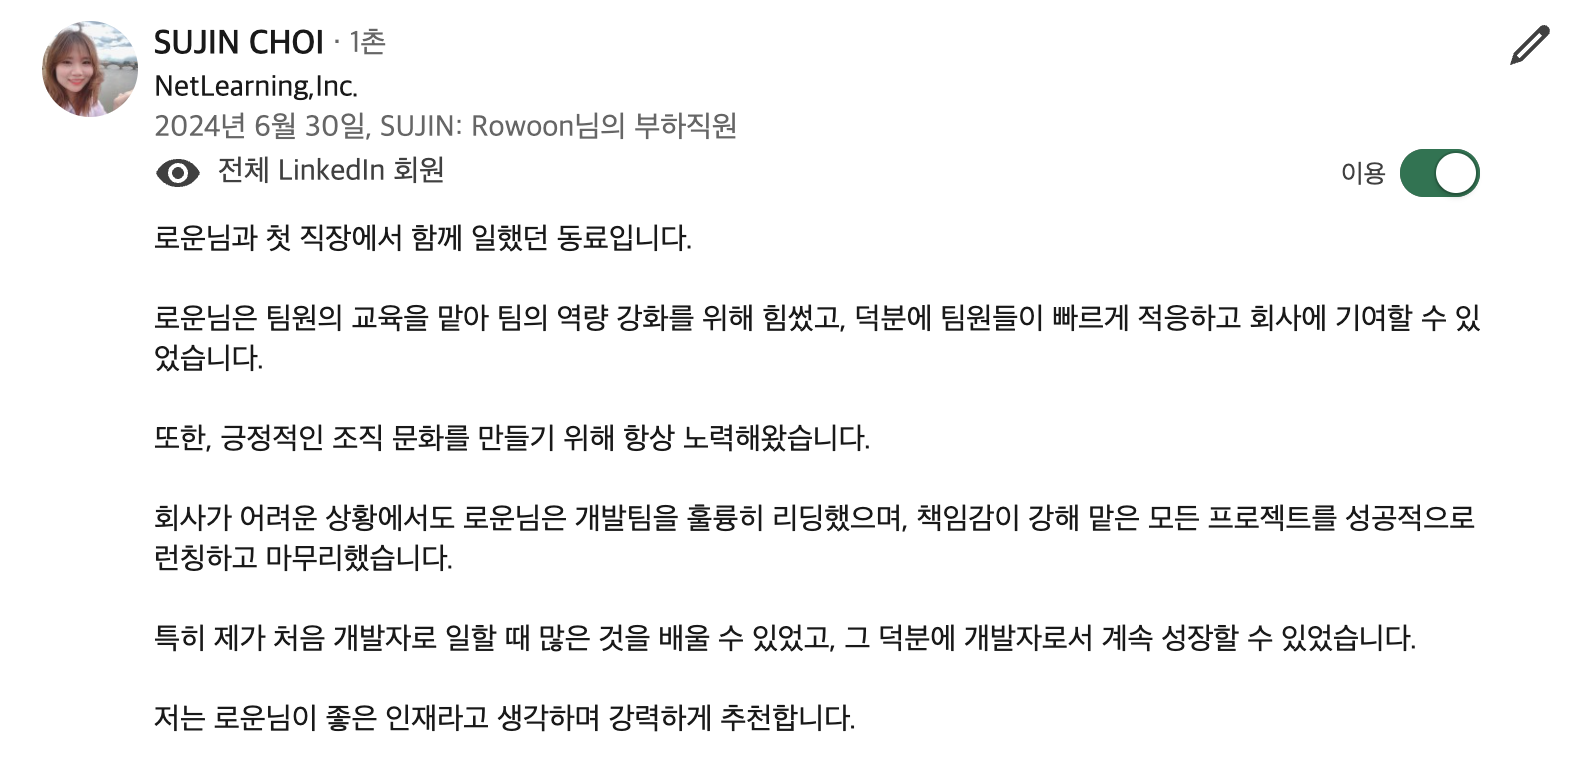 SUJIN CHOI · 1촌
NetLearning,Inc.
2024년 6월 30일, SUJIN: Rowoon님의 부하직원
전체 LinkedIn 회원
이용
로운님과 첫 직장에서 함께 일했던 동료입니다.
로운님은 팀원의 교육을 맡아 팀의 역량 강화를 위해 힘썼고, 덕분에 팀원들이 빠르게 적응하고 회사에 기여할 수 있
었습니다.
또한, 긍정적인 조직 문화를 만들기 위해 항상 노력해왔습니다.
회사가 어려운 상황에서도 로운님은 개발팀을 훌륭히 리딩했으며, 책임감이 강해 맡은 모든 프로젝트를 성공적으로
런칭하고 마무리했습니다.
특히 제가 처음 개발자로 일할 때 많은 것을 배울 수 있었고, 그 덕분에 개발자로서 계속 성장할 수 있었습니다.
저는 로운님이 좋은 인재라고 생각하며 강력하게 추천합니다.